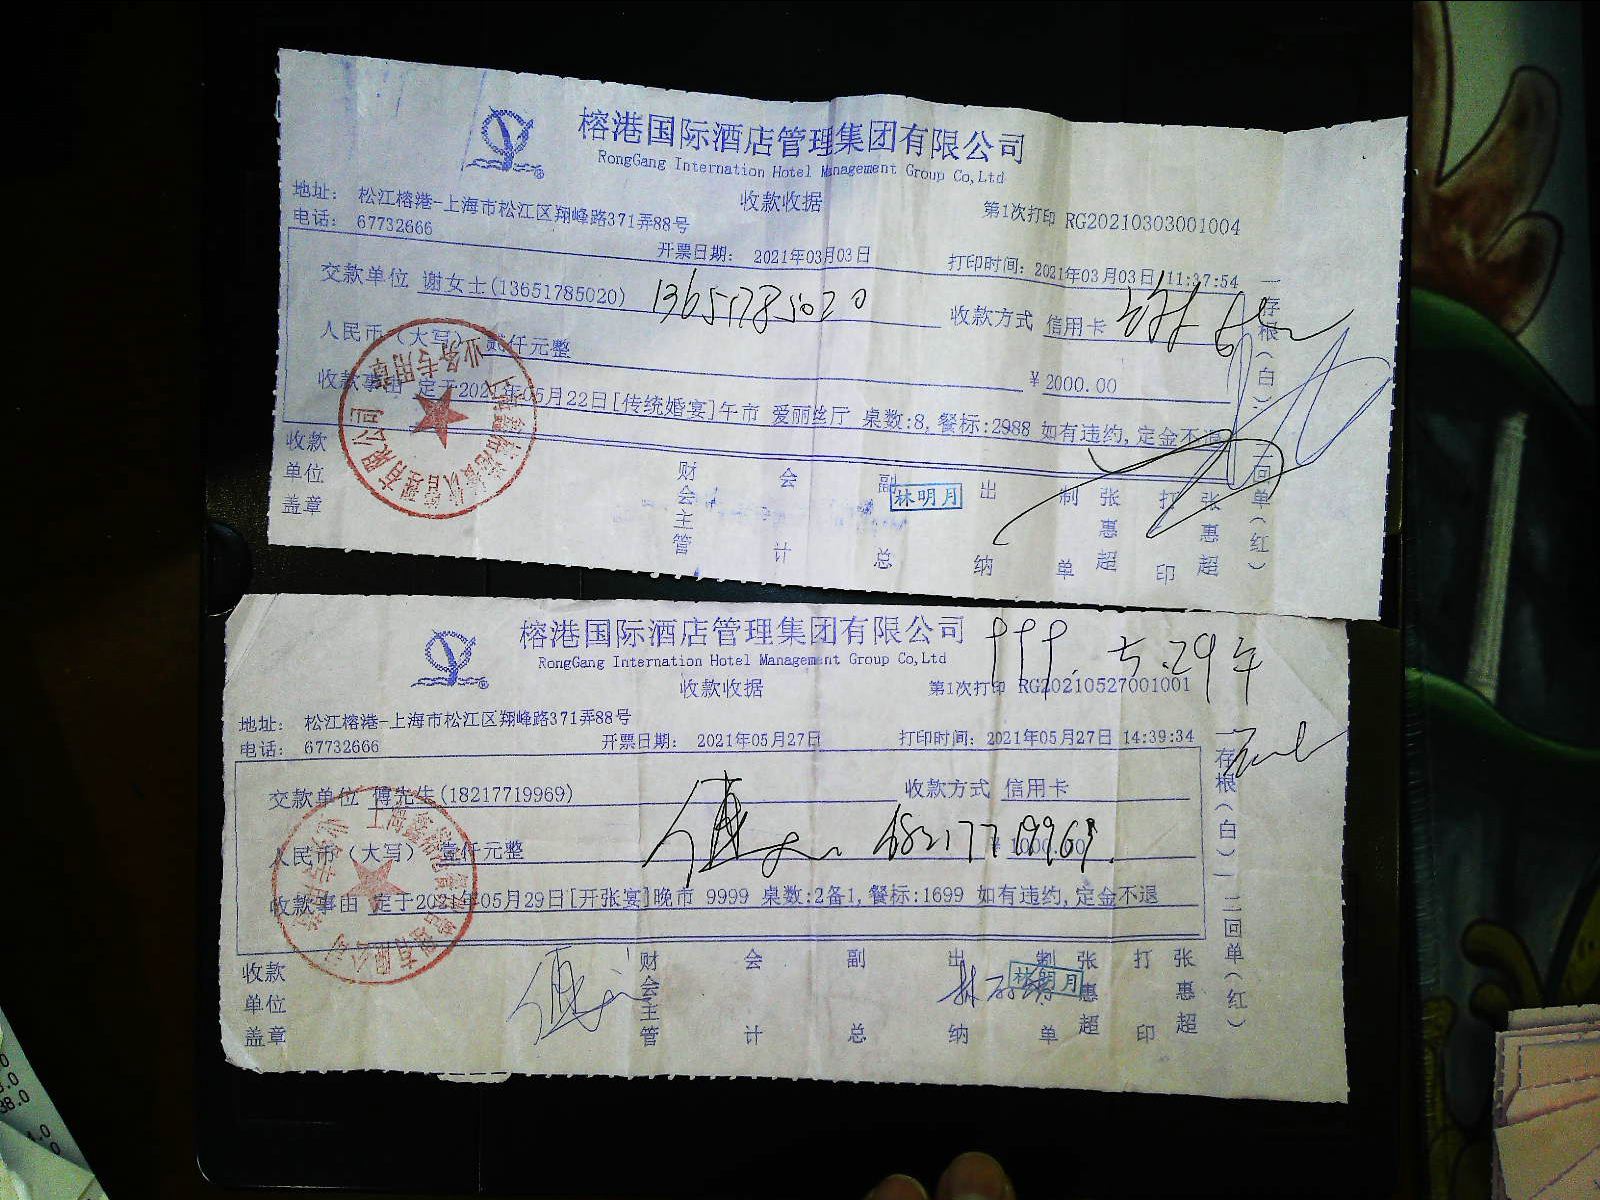 榕港国际酒店管理集团有限公司
RongGang Internation Hotel Management Group Co,Ltd
收款收据
第1次打印 RG20210303001004
地址： 松江榕港-上海市松江区翔峰路371弄88号
电话： 67732666
开票日期： 2021年03月03日
打印时间：2021年03月03日 11:37:54
交款单位 谢女士(13651785020) 13651785020 收款方式 信用卡
人民币（大写） 贰仟元整 ￥2000.00
收款事由 定于2021年05月22日[传统婚宴]午市 爱丽丝厅 桌数:8,餐标:2988 如有违约,定金不退
一存根（白） 二回单（红）
收款单位盖章
财会主管 会计 副总 林明月 出纳 制单 张惠超 打印 张惠超
业务专用章
榕港国际酒店管理集团有限公司 999. 5.29午
RongGang Internation Hotel Management Group Co,Ltd
收款收据
第1次打印 RG20210527001001
地址： 松江榕港-上海市松江区翔峰路371弄88号
电话： 67732666
开票日期： 2021年05月27日
打印时间：2021年05月27日 14:39:34
交款单位 傅先生(18217719969) 收款方式 信用卡
人民币（大写） 壹仟元整 18217719969 ￥1000.00
收款事由 定于2021年05月29日[开张宴]晚市 9999 桌数:2备1,餐标:1699 如有违约,定金不退
一存根（白） 二回单（红）
收款单位盖章
财会主管 会计 副总 出纳 制单 林明月 张惠超 打印 张惠超